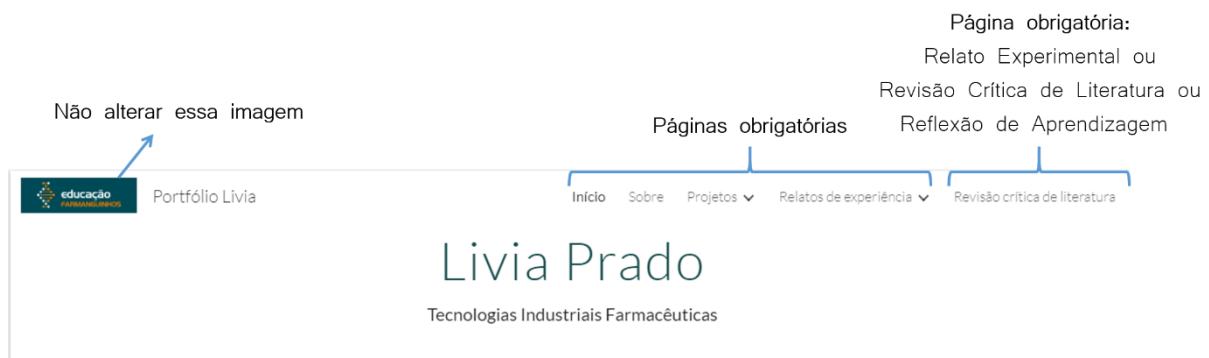 Página obrigatória:
Relato Experimental ou
Revisão Crítica de Literatura ou
Reflexão de Aprendizagem
Não alterar essa imagem
Páginas obrigatórias
educação
FARMANGUINHOS
Portfólio Livia
Início Sobre Projetos Relatos de experiência Revisão crítica de literatura
Livia Prado
Tecnologias Industriais Farmacêuticas